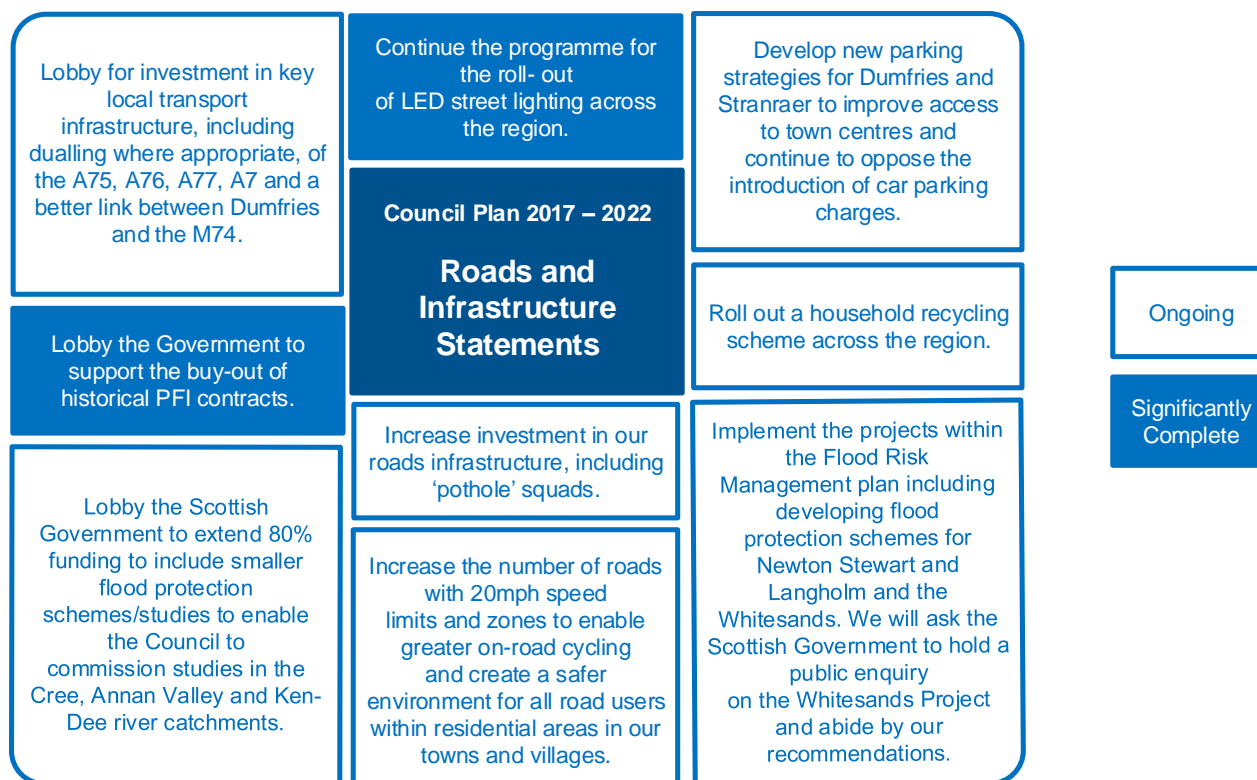 Lobby for investment in key
local transport
infrastructure, including
dualling where appropriate, of
the A75, A76, A77, A7 and a
better link between Dumfries
and the M74.
Lobby the Government to
support the buy-out of
historical PFI contracts.
Lobby the Scottish
Government to extend 80%
funding to include smaller
flood protection
schemes/studies to enable
the Council to
commission studies in the
Cree, Annan Valley and Ken-
Dee river catchments.
Continue the programme for
the roll- out
of LED street lighting across
the region.
Council Plan 2017 – 2022
Roads and
Infrastructure
Statements
Increase investment in our
roads infrastructure, including
‘pothole’ squads.
Increase the number of roads
with 20mph speed
limits and zones to enable
greater on-road cycling
and create a safer
environment for all road users
within residential areas in our
towns and villages.
Develop new parking
strategies for Dumfries and
Stranraer to improve access
to town centres and
continue to oppose the
introduction of car parking
charges.
Roll out a household recycling
scheme across the region.
Implement the projects within
the Flood Risk
Management plan including
developing flood
protection schemes for
Newton Stewart and
Langholm and the
Whitesands. We will ask the
Scottish Government to hold a
public enquiry
on the Whitesands Project
and abide by our
recommendations.
Ongoing
Significantly
Complete